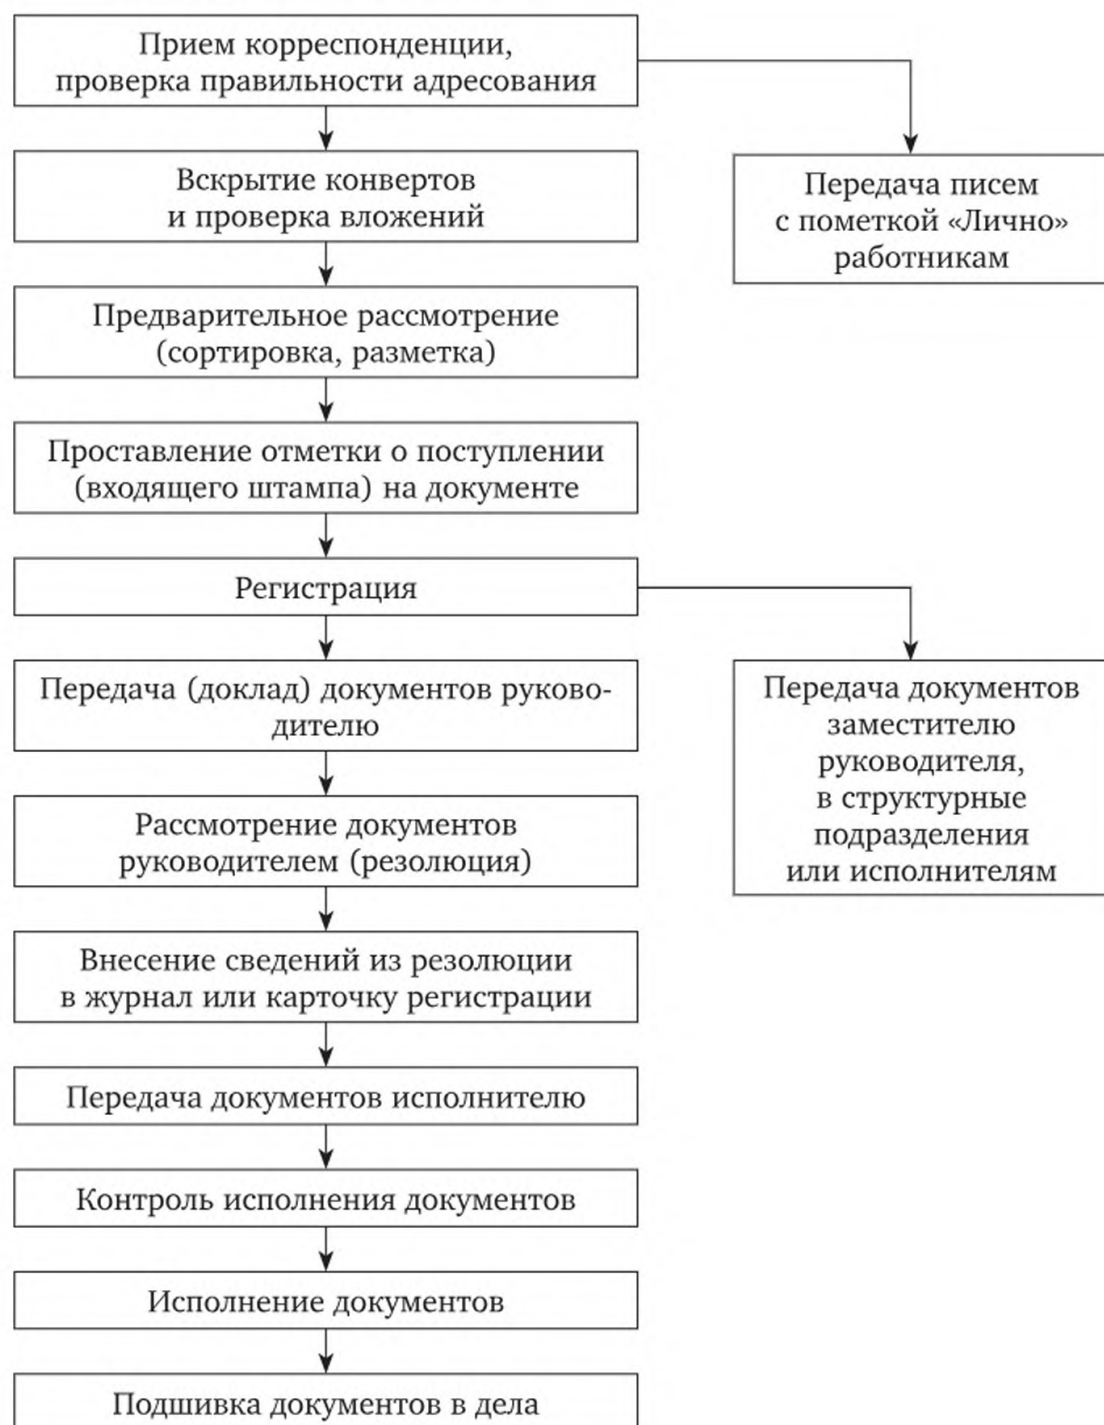 Прием корреспонденции,
проверка правильности адресования
Вскрытие конвертов
и проверка вложений
Передача писем
с пометкой «Лично»
работникам
Предварительное рассмотрение
(сортировка, разметка)
Проставление отметки о поступлении
(входящего штампа) на документе
Регистрация
Передача (доклад) документов руково-
дителю
Передача документов
заместителю
руководителя,
в структурные
подразделения
или исполнителям
Рассмотрение документов
руководителем (резолюция)
Внесение сведений из резолюции
в журнал или карточку регистрации
Передача документов исполнителю
Контроль исполнения документов
Исполнение документов
Подшивка документов в дела